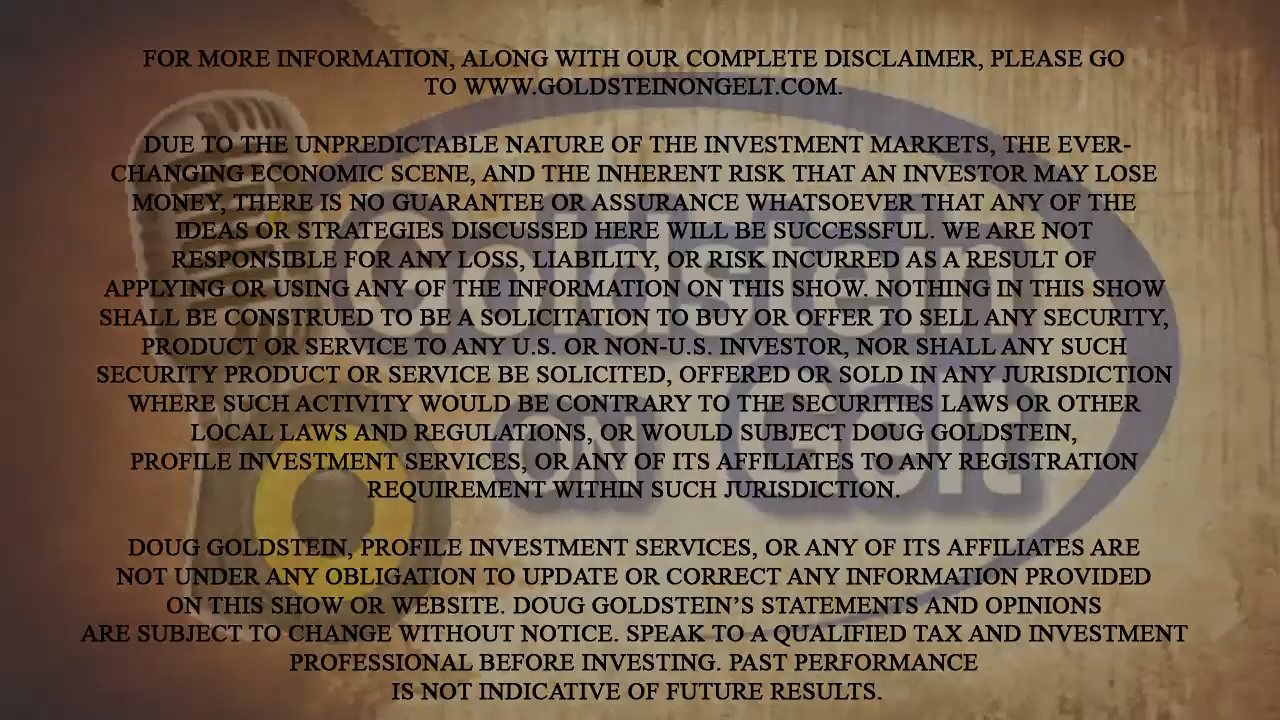 FOR MORE INFORMATION, ALONG WITH OUR COMPLETE DISCLAIMER, PLEASE GO
TO WWW.GOLDSTEINONGELT.COM.
DUE TO THE UNPREDICTABLE NATURE OF THE INVESTMENT MARKETS, THE EVER-
CHANGING ECONOMIC SCENE, AND THE INHERENT RISK THAT AN INVESTOR MAY LOSE
MONEY, THERE IS NO GUARANTEE OR ASSURANCE WHATSOEVER THAT ANY OF THE
IDEAS OR STRATEGIES DISCUSSED HERE WILL BE SUCCESSFUL. WE ARE NOT
RESPONSIBLE FOR ANY LOSS, LIABILITY, OR RISK INCURRED AS A RESULT OF
APPLYING OR USING ANY OF THE INFORMATION ON THIS SHOW. NOTHING IN THIS SHOW
SHALL BE CONSTRUED TO BE A SOLICITATION TO BUY OR OFFER TO SELL ANY SECURITY,
PRODUCT OR SERVICE TO ANY U.S. OR NON-U.S. INVESTOR, NOR SHALL ANY SUCH
SECURITY PRODUCT OR SERVICE BE SOLICITED, OFFERED OR SOLD IN ANY JURISDICTION
WHERE SUCH ACTIVITY WOULD BE CONTRARY TO THE SECURITIES LAWS OR OTHER
LOCAL LAWS AND REGULATIONS, OR WOULD SUBJECT DOUG GOLDSTEIN,
PROFILE INVESTMENT SERVICES, OR ANY OF ITS AFFILIATES TO ANY REGISTRATION
REQUIREMENT WITHIN SUCH JURISDICTION.
DOUG GOLDSTEIN, PROFILE INVESTMENT SERVICES, OR ANY OF ITS AFFILIATES ARE
NOT UNDER ANY OBLIGATION TO UPDATE OR CORRECT ANY INFORMATION PROVIDED
ON THIS SHOW OR WEBSITE. DOUG GOLDSTEIN’S STATEMENTS AND OPINIONS
ARE SUBJECT TO CHANGE WITHOUT NOTICE. SPEAK TO A QUALIFIED TAX AND INVESTMENT
PROFESSIONAL BEFORE INVESTING. PAST PERFORMANCE
IS NOT INDICATIVE OF FUTURE RESULTS.
Goldstein
on Gelt